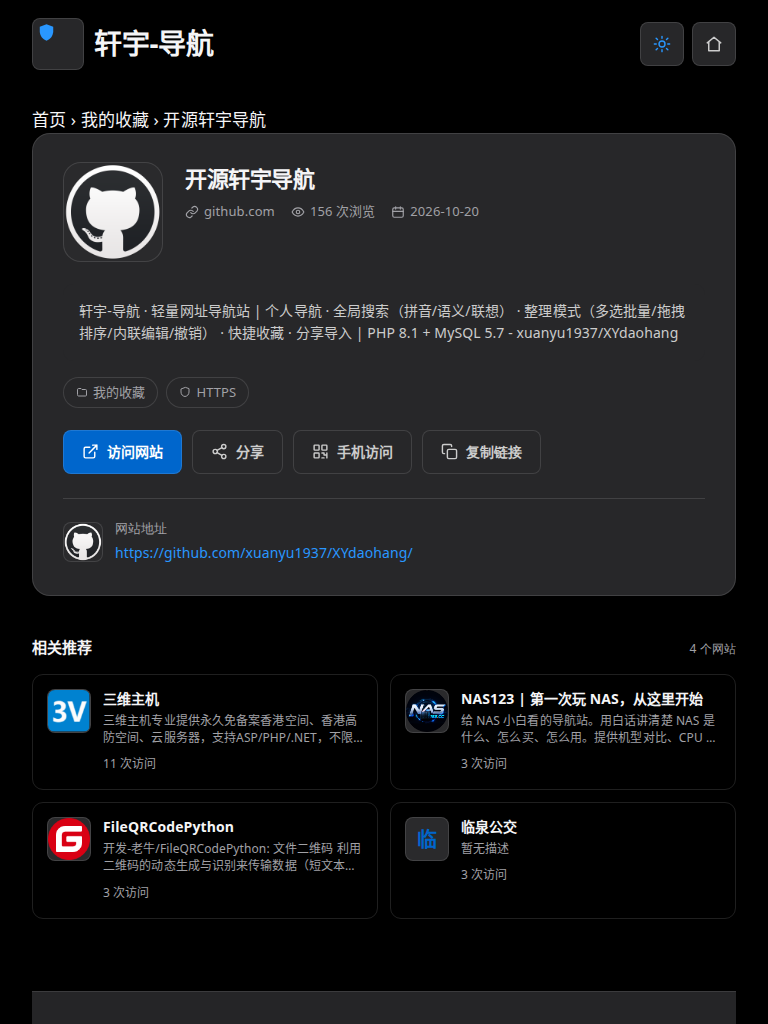 轩宇-导航
首页 › 我的收藏 › 开源轩宇导航
开源轩宇导航
github.com 156 次浏览 2026-10-20
轩宇-导航 · 轻量网址导航站 | 个人导航 · 全局搜索（拼音/语义/联想） · 整理模式（多选批量/拖拽
排序/内联编辑/撤销） · 快捷收藏 · 分享导入 | PHP 8.1 + MySQL 5.7 - xuanyu1937/XYdaohang
我的收藏 HTTPS
访问网站 分享 手机访问 复制链接
网站地址
https://github.com/xuanyu1937/XYdaohang/
相关推荐 4 个网站
3V
三维主机
三维主机专业提供永久免备案香港空间、香港高
防空间、云服务器，支持ASP/PHP/.NET，不限...
11 次访问
NAS
NAS123 | 第一次玩 NAS，从这里开始
给 NAS 小白看的导航站。用白话讲清楚 NAS 是
什么、怎么买、怎么用。提供机型对比、CPU ...
3 次访问
G
FileQRCodePython
开发-老牛/FileQRCodePython: 文件二维码 利用
二维码的动态生成与识别来传输数据（短文本...
3 次访问
临
临泉公交
暂无描述
3 次访问